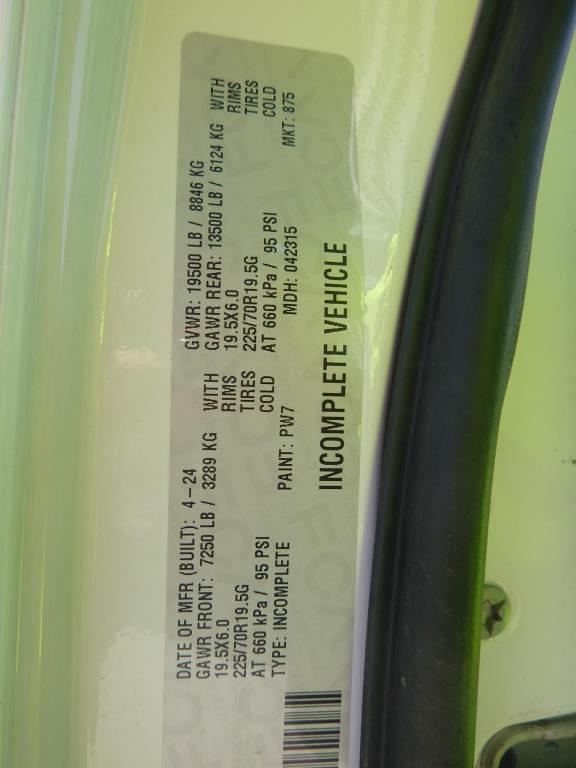 DATE OF MFR (BUILT): 4-24 GVWR: 19500 LB / 8846 KG
GAWR FRONT: 7250 LB / 3289 KG WITH GAWR REAR: 13500 LB / 6124 KG WITH
19.5X6.0 RIMS 19.5X6.0 RIMS
225/70R19.5G TIRES 225/70R19.5G TIRES
AT 660 kPa / 95 PSI COLD AT 660 kPa / 95 PSI COLD
TYPE: INCOMPLETE PAINT: PW7 MDH: 042315 MKT: 875
INCOMPLETE VEHICLE